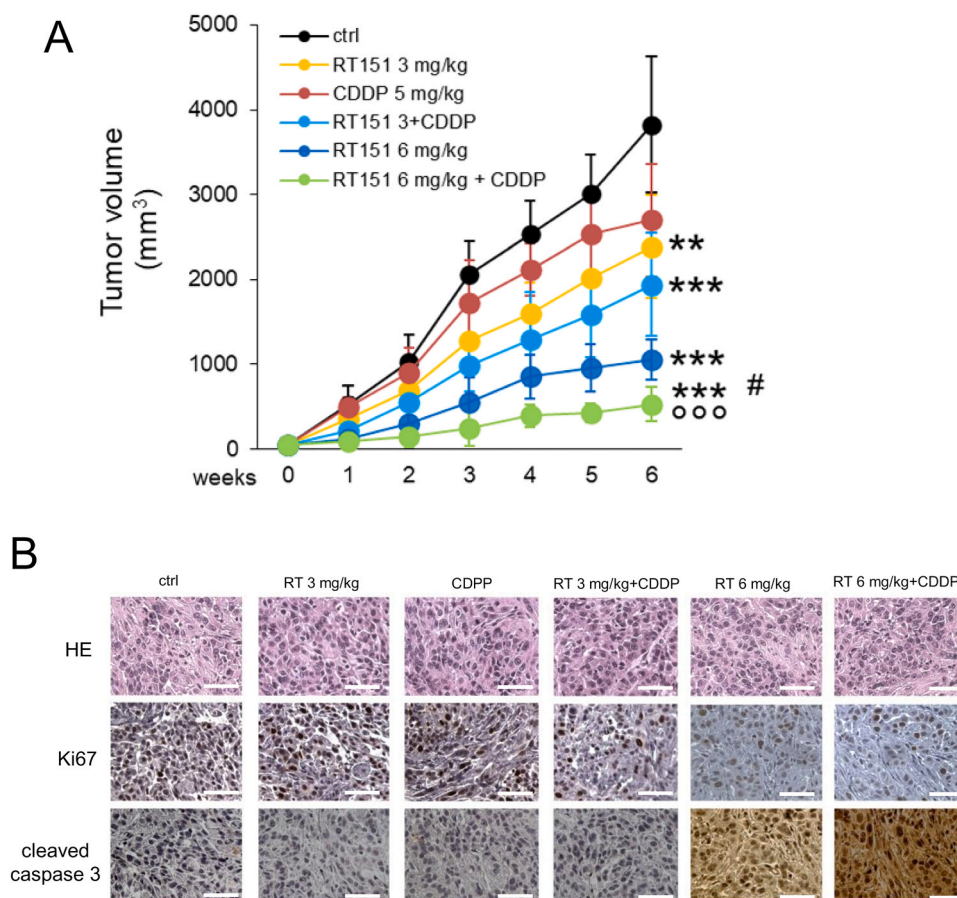 A
Tumor volume
(mm³)
5000
4000
3000
2000
1000
0
ctrl
RT151 3 mg/kg
CDDP 5 mg/kg
RT151 3+CDDP
RT151 6 mg/kg
RT151 6 mg/kg + CDDP
**
***
***
***
#
°°°
weeks 0 1 2 3 4 5 6
B
ctrl RT 3 mg/kg CDPP RT 3 mg/kg+CDDP RT 6 mg/kg RT 6 mg/kg+CDDP
HE
Ki67
cleaved
caspase 3